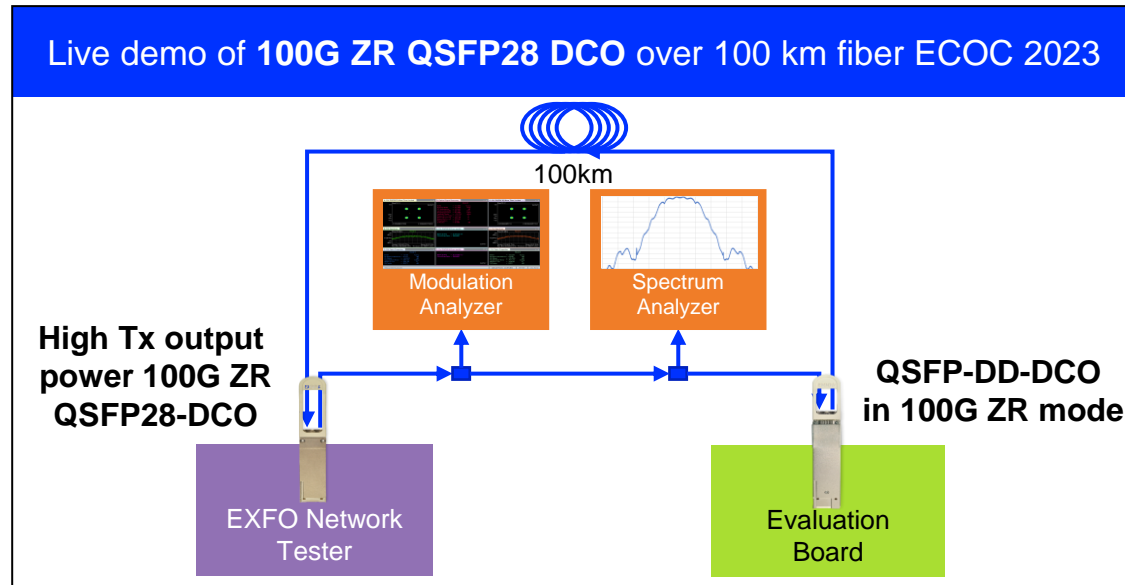 Live demo of 100G ZR QSFP28 DCO over 100 km fiber ECOC 2023
100km
Modulation
Analyzer
Spectrum
Analyzer
High Tx output
power 100G ZR
QSFP28-DCO
QSFP-DD-DCO
in 100G ZR mode
EXFO Network
Tester
Evaluation
Board